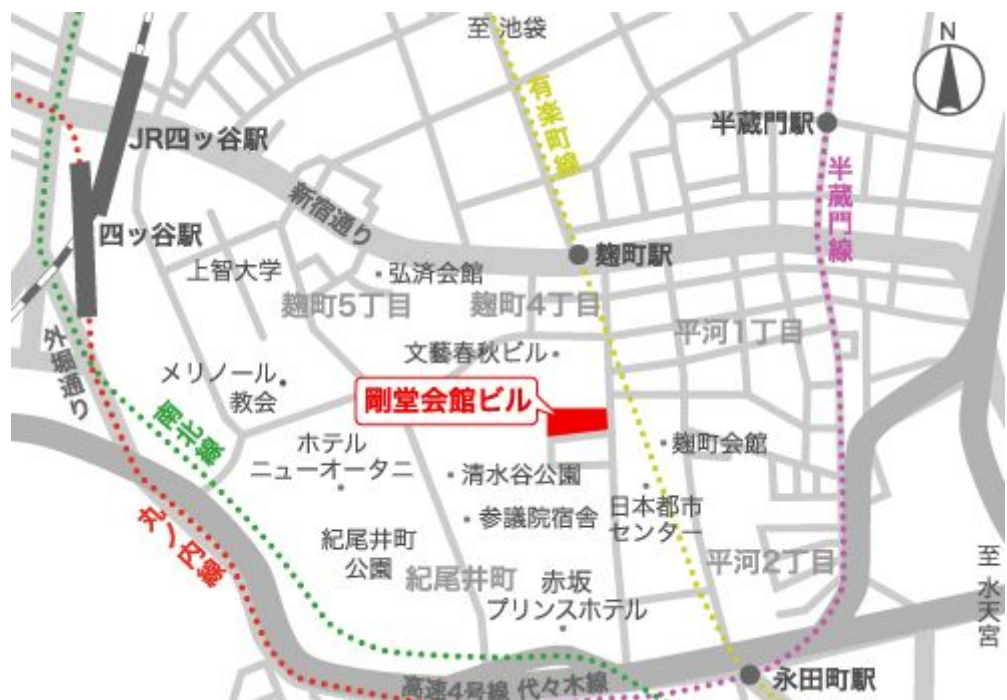 至 池袋
N
有楽町線
半蔵門駅
JR四ッ谷駅
半蔵門線
新宿通り
四ッ谷駅
麹町駅
上智大学
弘済会館
麹町5丁目
麹町4丁目
平河1丁目
外堀通り
文藝春秋ビル
メリノール
教会
剛堂会館ビル
南北線
ホテル
ニューオータニ
麹町会館
清水谷公園
日本都市
センター
参議院宿舎
丸ノ内線
紀尾井町
公園
平河2丁目
至 水天宮
紀尾井町
赤坂
プリンスホテル
高速4号線 代々木線
永田町駅